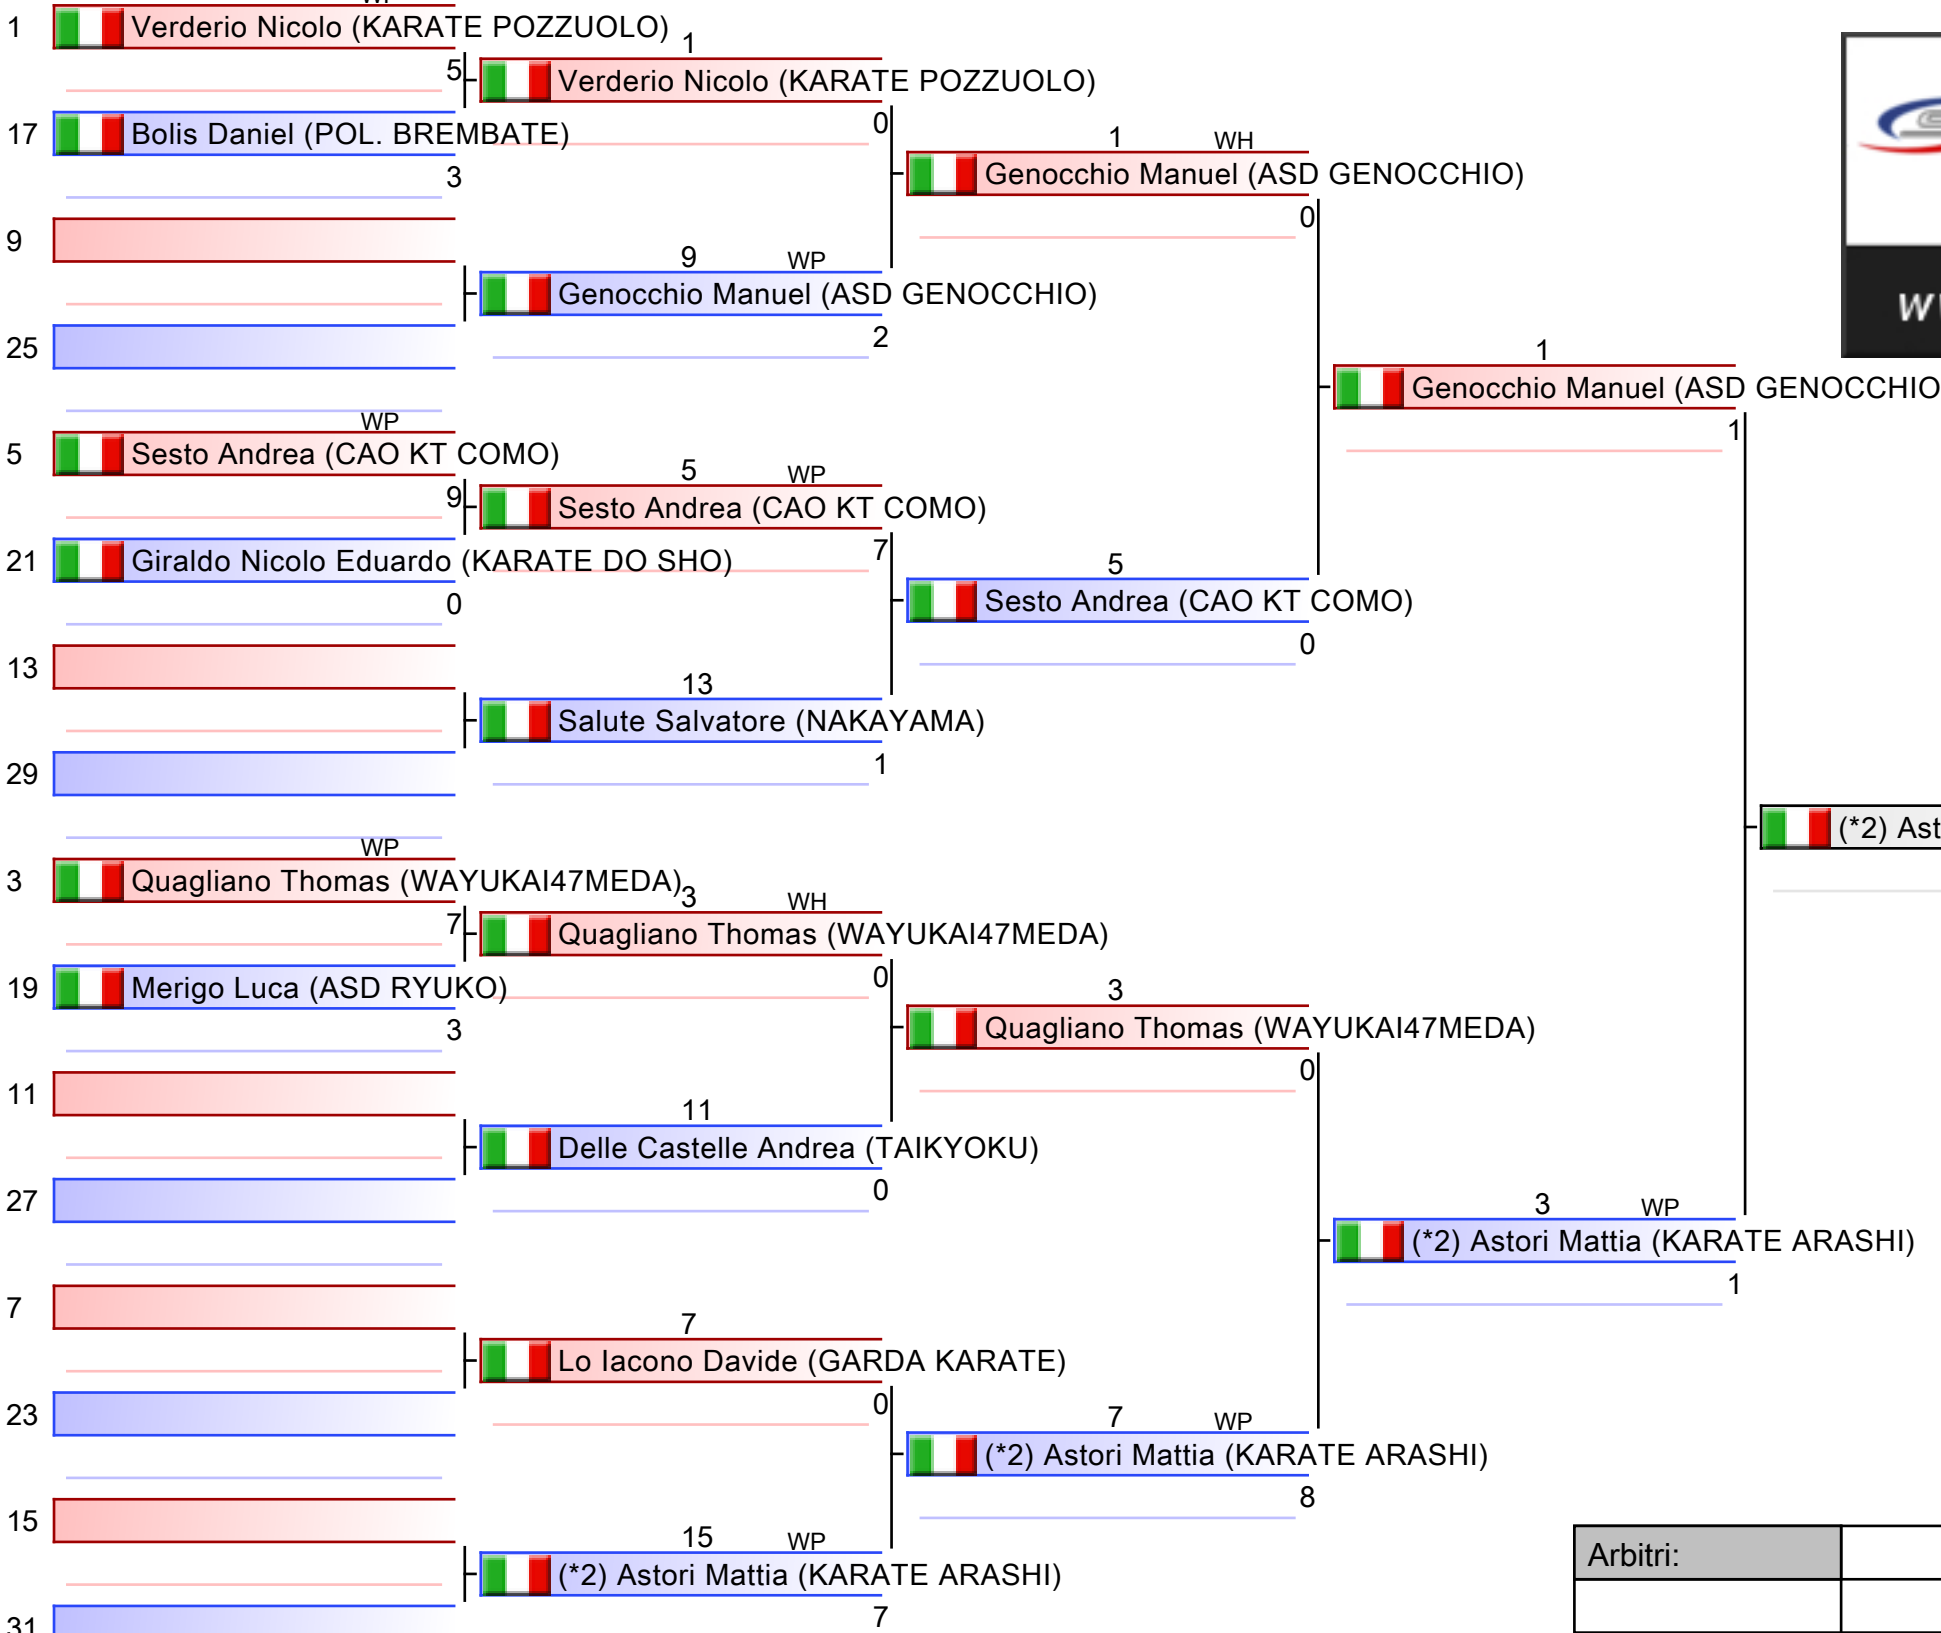 1 Verderio Nicolo (KARATE POZZUOLO)
1
5 Verderio Nicolo (KARATE POZZUOLO)
0
17 Bolis Daniel (POL. BREMBATE)
3
1 WH
Genocchio Manuel (ASD GENOCCHIO)
0
9
9 WP
Genocchio Manuel (ASD GENOCCHIO)
2
25
1
Genocchio Manuel (ASD GENOCCHIO
1
WP
5 Sesto Andrea (CAO KT COMO)
9
5 WP
Sesto Andrea (CAO KT COMO)
7
21 Giraldo Nicolo Eduardo (KARATE DO SHO)
0
5
Sesto Andrea (CAO KT COMO)
0
13
13
Salute Salvatore (NAKAYAMA)
1
29
(*2) Ast
WP
3 Quagliano Thomas (WAYUKAI47MEDA)
7
3 WH
Quagliano Thomas (WAYUKAI47MEDA)
0
19 Merigo Luca (ASD RYUKO)
3
3
Quagliano Thomas (WAYUKAI47MEDA)
0
11
11
Delle Castelle Andrea (TAIKYOKU)
0
27
3 WP
(*2) Astori Mattia (KARATE ARASHI)
1
7
7
Lo Iacono Davide (GARDA KARATE)
0
23
7 WP
(*2) Astori Mattia (KARATE ARASHI)
8
15
15 WP
(*2) Astori Mattia (KARATE ARASHI)
7
31
Arbitri: